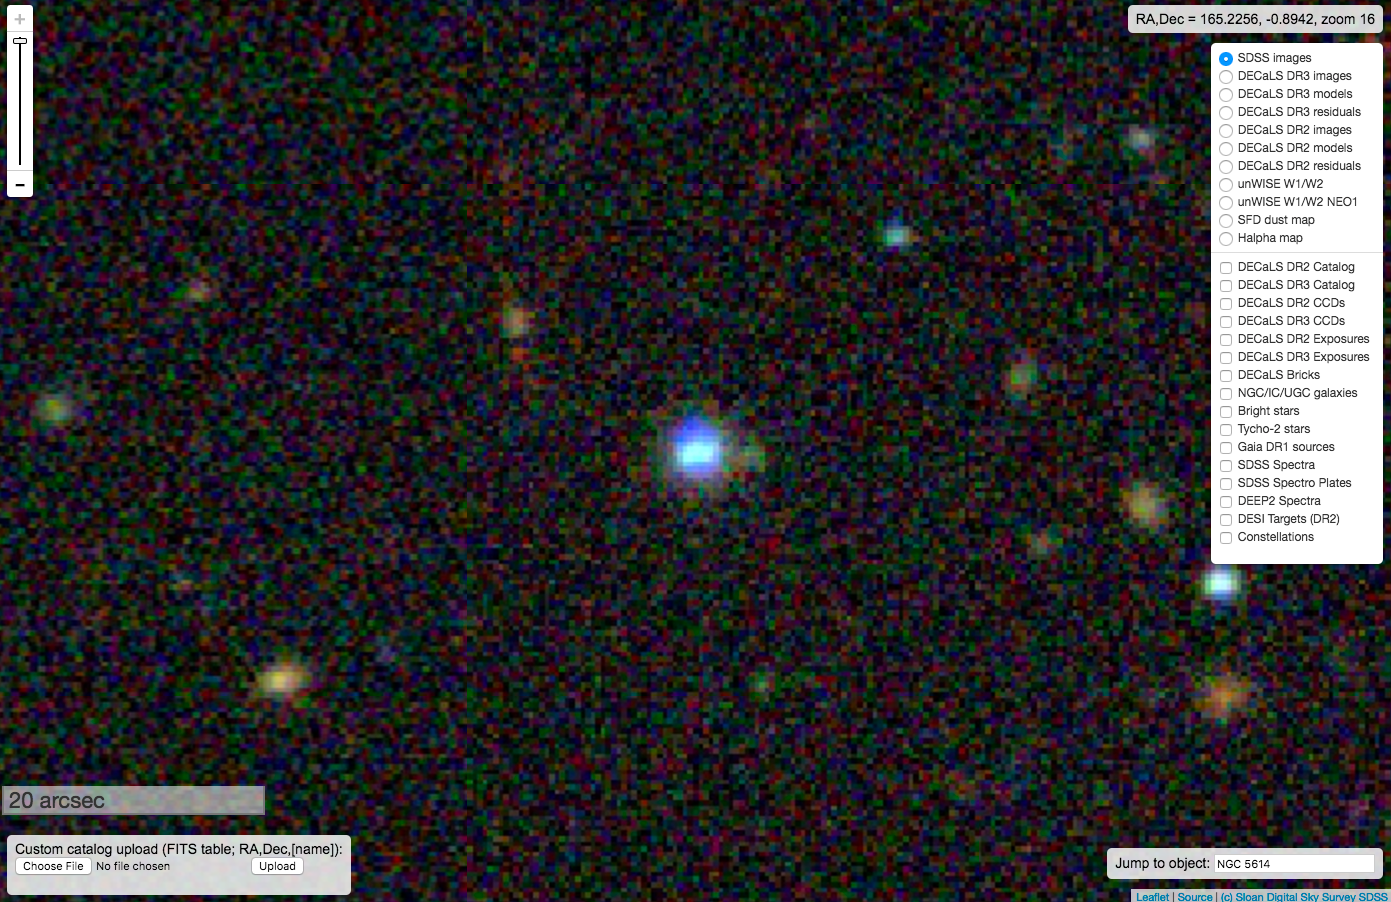 +
−
RA,Dec = 165.2256, -0.8942, zoom 16
SDSS images
DECaLS DR3 images
DECaLS DR3 models
DECaLS DR3 residuals
DECaLS DR2 images
DECaLS DR2 models
DECaLS DR2 residuals
unWISE W1/W2
unWISE W1/W2 NEO1
SFD dust map
Halpha map
DECaLS DR2 Catalog
DECaLS DR3 Catalog
DECaLS DR2 CCDs
DECaLS DR3 CCDs
DECaLS DR2 Exposures
DECaLS DR3 Exposures
DECaLS Bricks
NGC/IC/UGC galaxies
Bright stars
Tycho-2 stars
Gaia DR1 sources
SDSS Spectra
SDSS Spectro Plates
DEEP2 Spectra
DESI Targets (DR2)
Constellations
20 arcsec
Custom catalog upload (FITS table; RA,Dec,[name]):
Choose File No file chosen Upload
Jump to object: NGC 5614
Leaflet | Source | (c) Sloan Digital Sky Survey SDSS